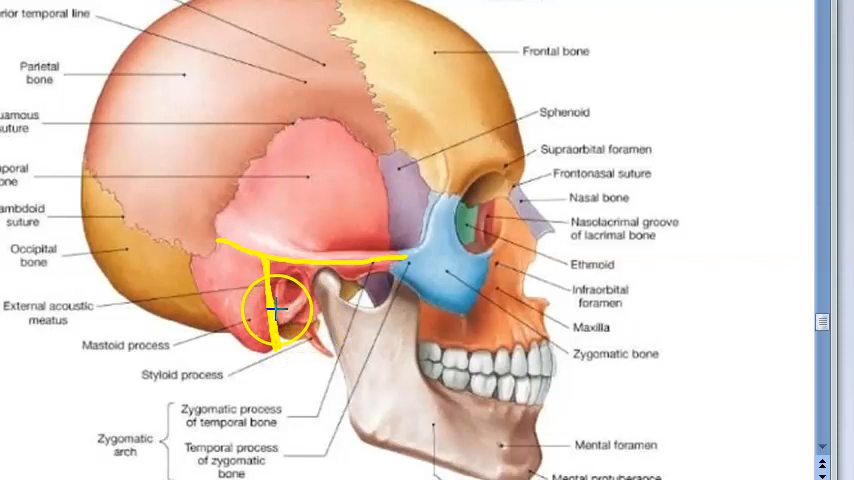 rior temporal line
Parietal
bone
uamous
suture
poral
one
ambdoid
suture
Occipital
bone
External acoustic
meatus
Mastoid process
Styloid process
Zygomatic
arch
Zygomatic process
of temporal bone
Temporal process
of zygomatic
bone
Frontal bone
Sphenoid
Supraorbital foramen
Frontonasal suture
Nasal bone
Nasolacrimal groove
of lacrimal bone
Ethmoid
Infraorbital
foramen
Maxilla
Zygomatic bone
Mental foramen
Mental protuberance